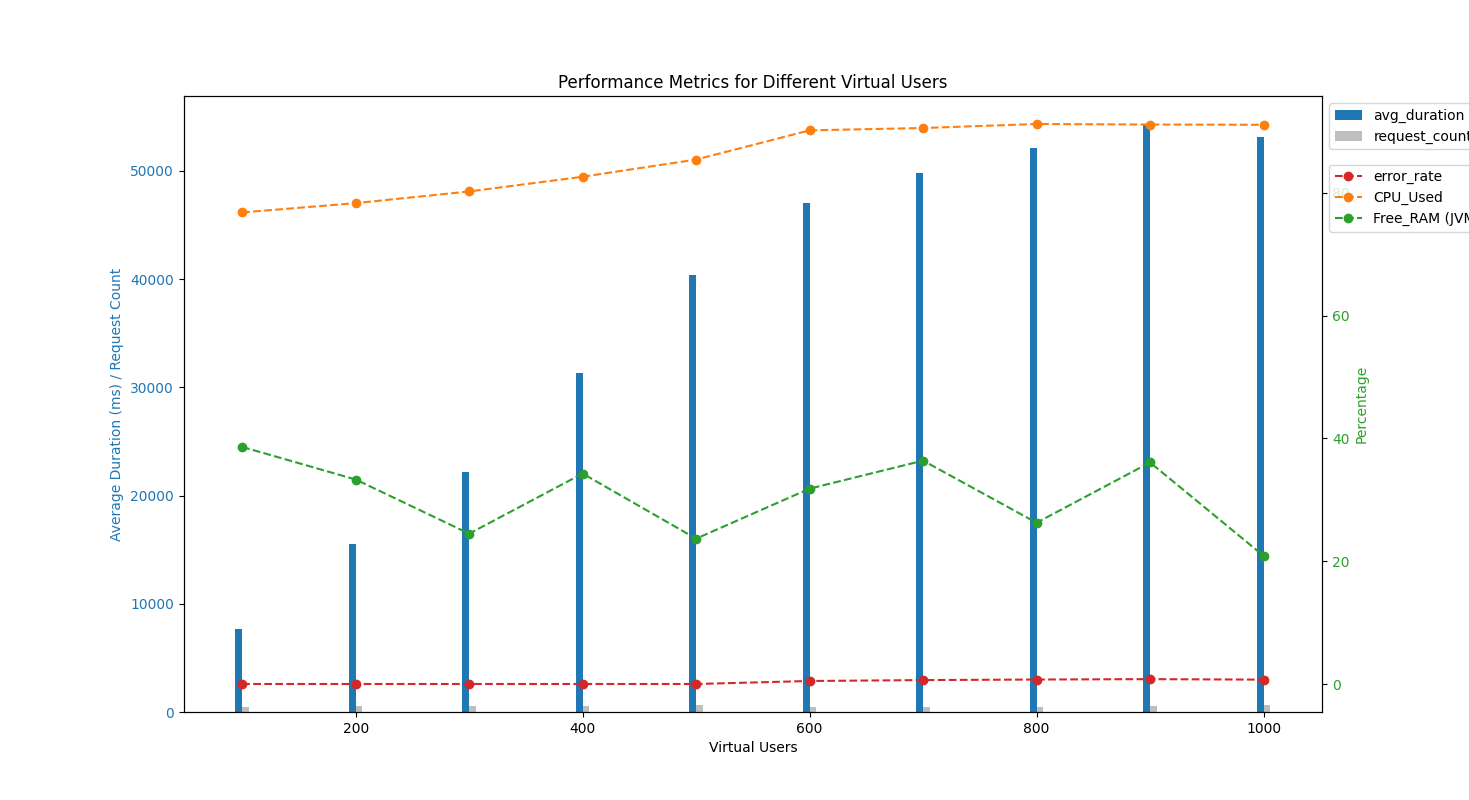 Performance Metrics for Different Virtual Users
avg_duration
request_count
error_rate
CPU_Used
Free_RAM (JVM
Average Duration (ms) / Request Count
50000
40000
30000
20000
10000
0
80
60
40
20
0
Percentage
200 400 600 800 1000
Virtual Users